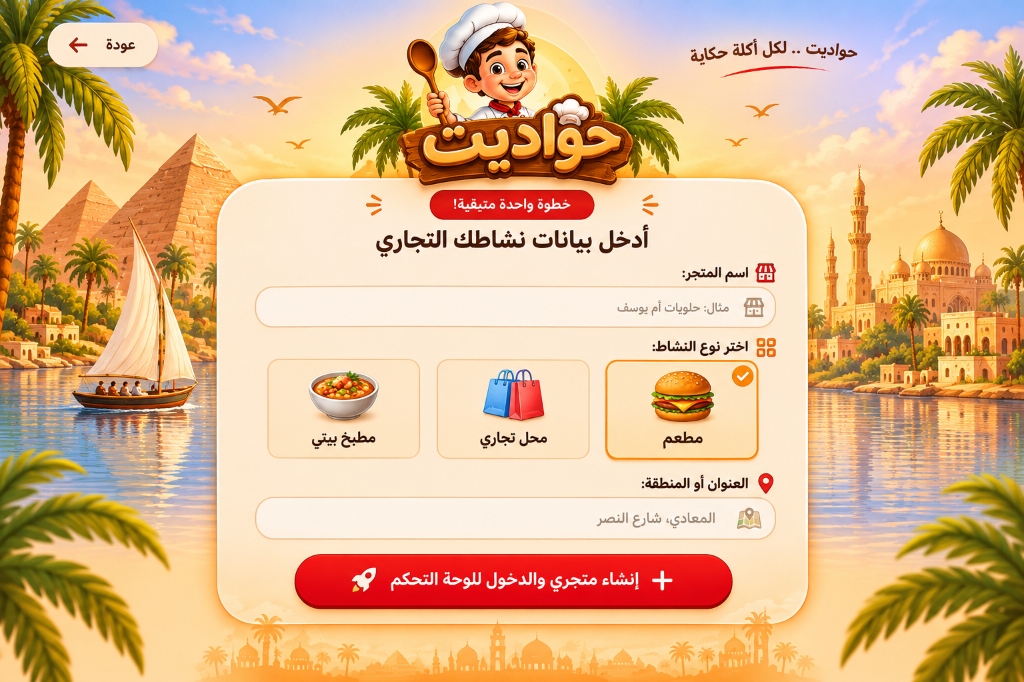 عودة
حواديت .. لكل أكلة حكاية
حواديت
خطوة واحدة متيقية!
أدخل بيانات نشاطك التجاري
اسم المتجر:
مثال: حلويات أم يوسف
اختر نوع النشاط:
مطعم
محل تجاري
مطبخ بيتي
العنوان أو المنطقة:
المعادي، شارع النصر
إنشاء متجري والدخول للوحة التحكم